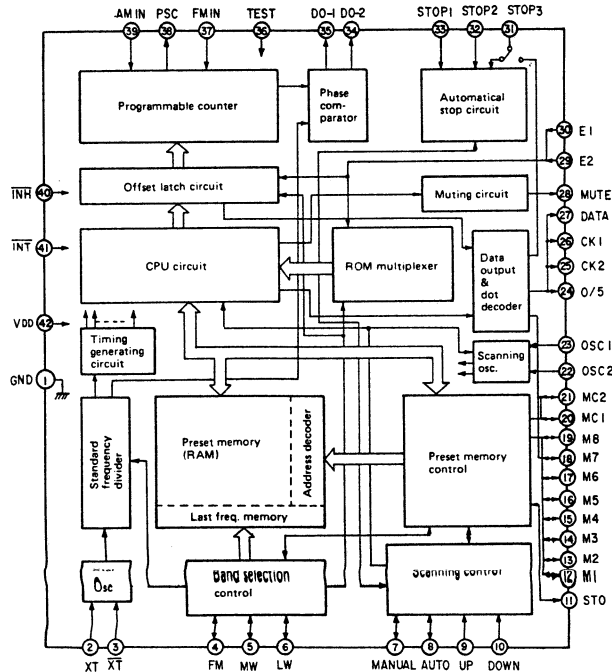 AM IN PSC FM IN TEST DO-1 DO-2 STOP1 STOP2 STOP3
39 38 37 36 35 34 33 32 31
Programmable counter
Phase
com-
parator
Automatical
stop circuit
30 E1
29 E2
Offset latch circuit
Muting circuit
INH 40
28 MUTE
27 DATA
26 CK1
25 CK2
24 O/5
INT 41
CPU circuit
ROM multiplexer
Data
output
&
dot
decoder
VDD 42
Timing
generating
circuit
Scanning
osc.
23 OSC1
22 OSC2
GND 1
21 MC2
20 MC1
19 M8
18 M7
17 M6
16 M5
15 M4
14 M3
13 M2
12 M1
11 STO
Standard
frequency
divider
Preset memory
(RAM)
Address decoder
Last freq. memory
Preset memory
control
Osc
Band selection
control
Scanning control
2 3 4 5 6 7 8 9 10
XT XT FM MW LW MANUAL AUTO UP DOWN